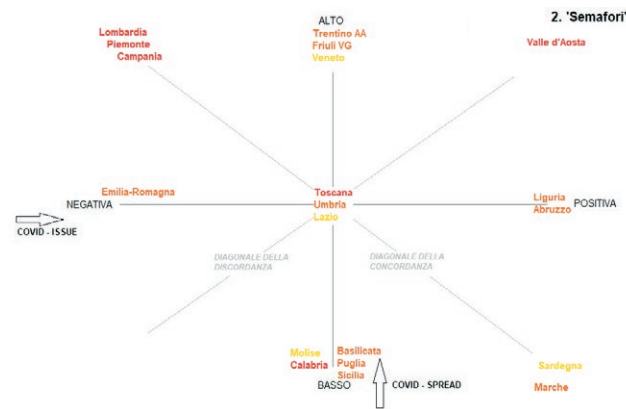 2. 'Semafori'
ALTO
Lombardia
Piemonte
Campania
Trentino AA
Friuli VG
Veneto
Valle d'Aosta
Emilia-Romagna
NEGATIVA
COVID - ISSUE
Toscana
Umbria
Lazio
Liguria
Abruzzo
POSITIVA
DIAGONALE DELLA
DISCORDANZA
DIAGONALE DELLA
CONCORDANZA
Molise
Calabria
Basilicata
Puglia
Sicilia
BASSO
COVID - SPREAD
Sardegna
Marche